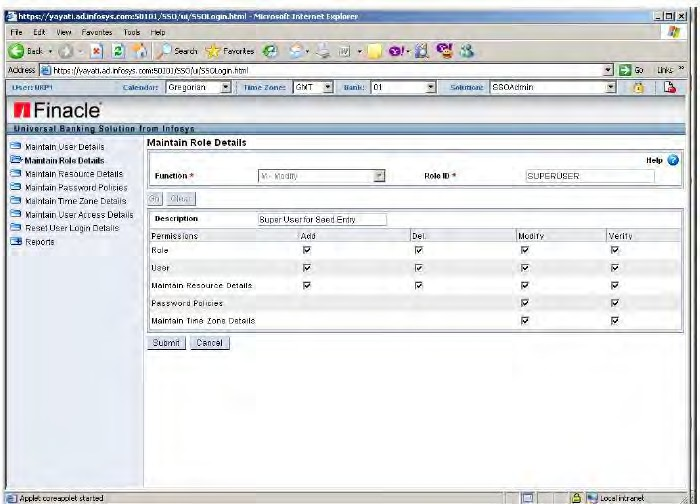 https://yayati.ad.infosys.com:50101/SSO/ui/SSOLogin.html - Microsoft Internet Explorer
File Edit View Favorites Tools Help
Back Search Favorites
Address https://yayati.ad.infosys.com:50101/SSO/ui/SSOLogin.html Go Links »
User: Calendar: Gregorian Time Zone: GMT Bank: 01 Solution: SSOAdmin
Finacle
Universal Banking Solution from Infosys
Maintain User Details
Maintain Role Details
Maintain Resource Details
Maintain Password Policies
Maintain Time Zone Details
Maintain User Access Details
Reset User Login Details
Reports
Maintain Role Details
Help ?
Function * M - Modify Role ID * SUPERUSER
Go Clear
Description Super User for Seed Entry
Permissions Add Del. Modify Verify
Role
User
Maintain Resource Details
Password Policies
Maintain Time Zone Details
Submit Cancel
Applet coreapplet started Local intranet